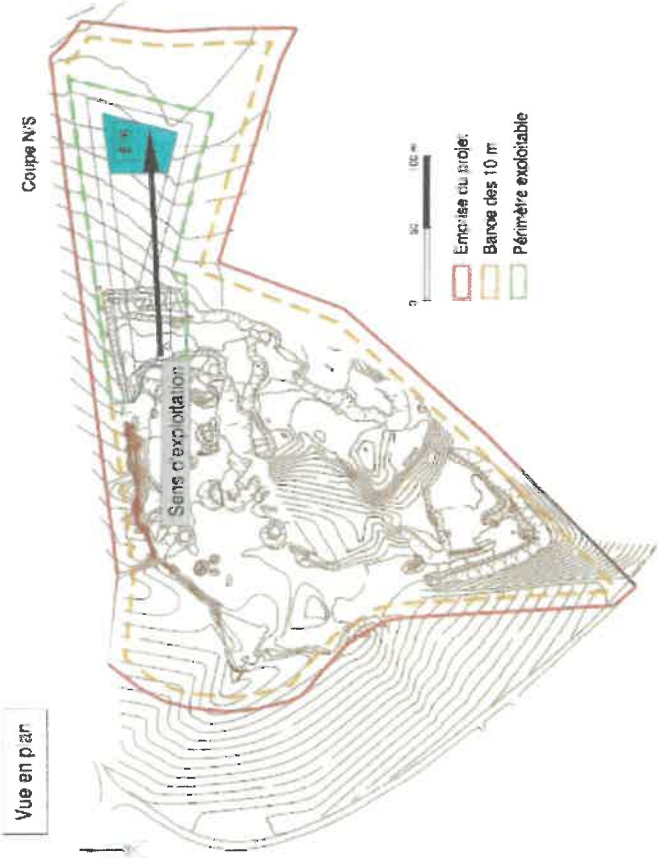 Vue en plan
Coupe N/S
Sens d'exploitation
0 50 100 m
Emprise du projet
Bande des 10 m
Périmètre exploitable